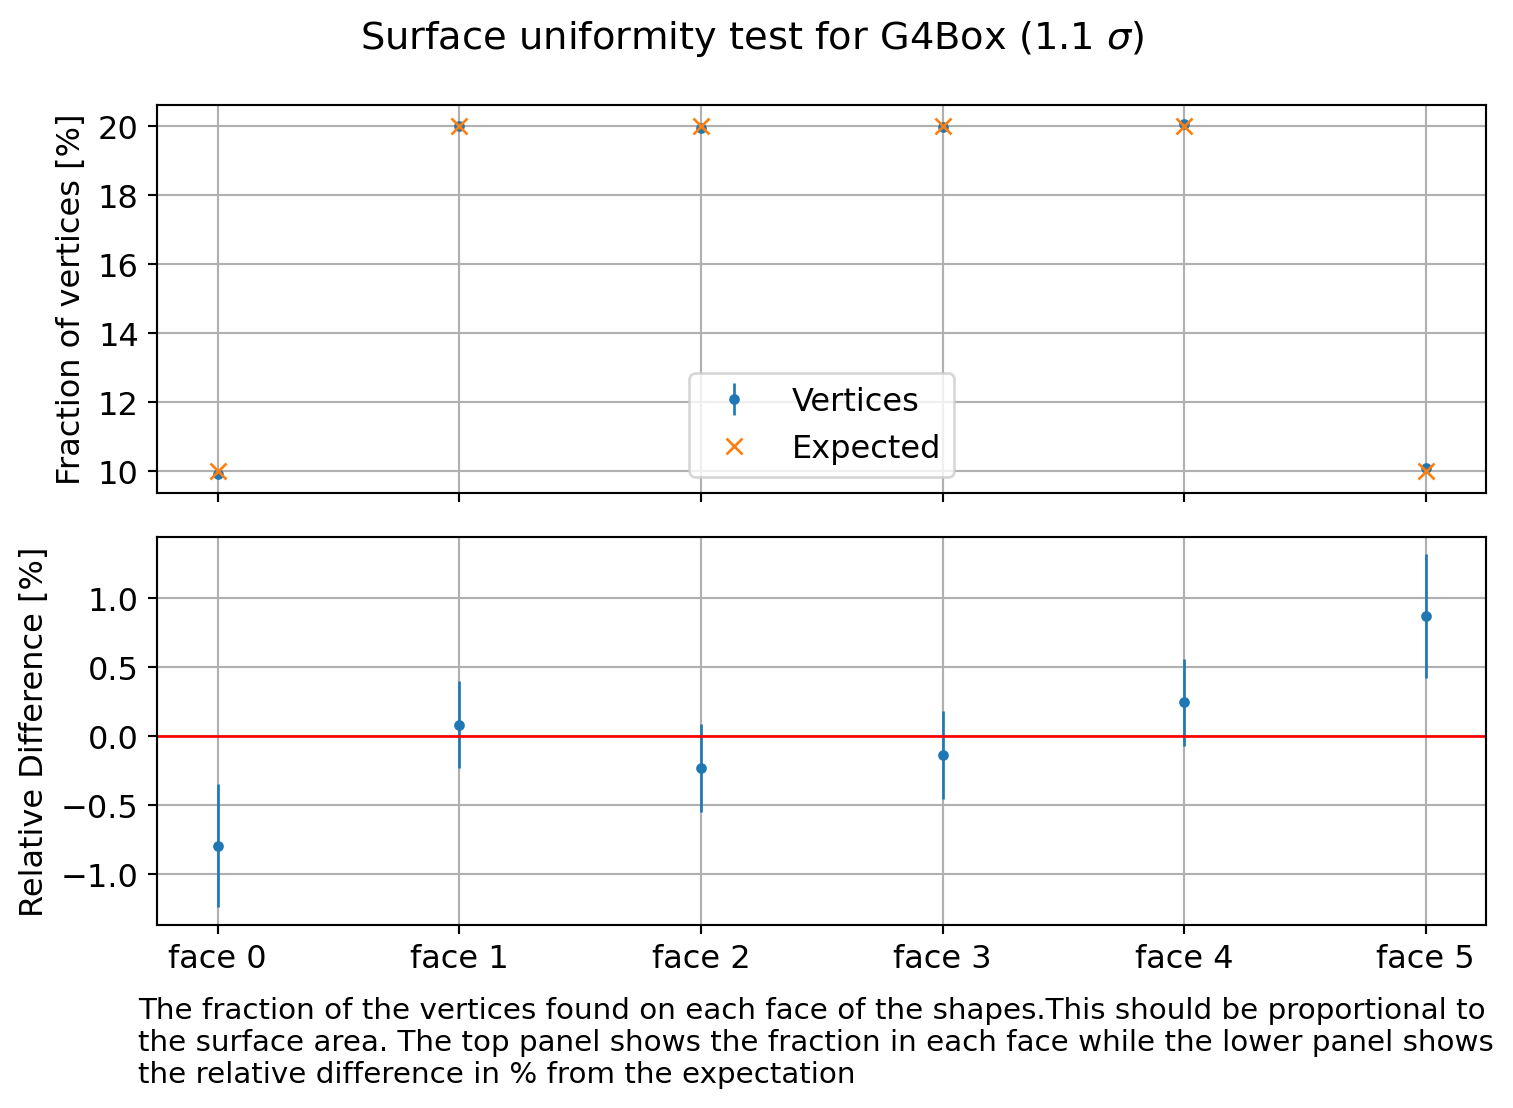 Surface uniformity test for G4Box (1.1 σ)
Fraction of vertices [%]
20
18
16
14
12
10
Vertices
Expected
Relative Difference [%]
1.0
0.5
0.0
−0.5
−1.0
face 0 face 1 face 2 face 3 face 4 face 5
The fraction of the vertices found on each face of the shapes.This should be proportional to
the surface area. The top panel shows the fraction in each face while the lower panel shows
the relative difference in % from the expectation